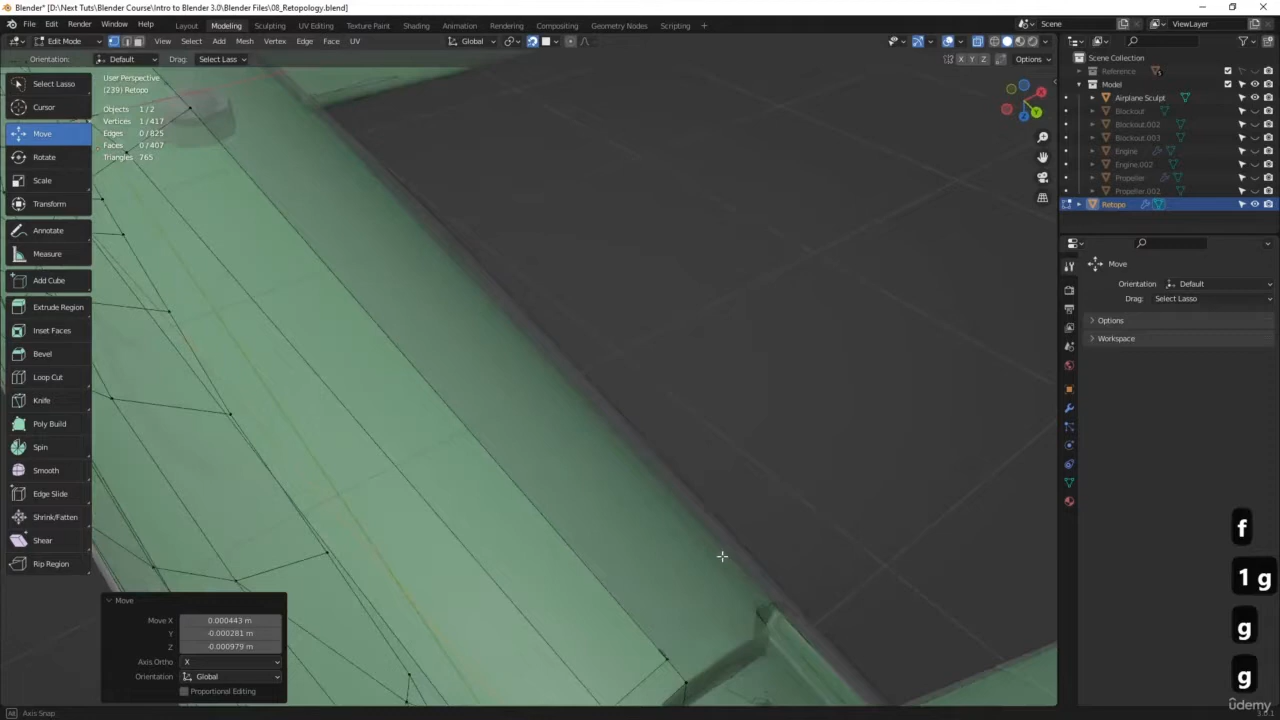 Blender* [D:\Next Tuts\Blender Course\Intro to Blender 3.0\Blender Files\08_Retopology.blend]
File Edit Render Window Help Layout Modeling Sculpting UV Editing Texture Paint Shading Animation Rendering Compositing Geometry Nodes Scripting + Scene ViewLayer
Edit Mode View Select Add Mesh Vertex Edge Face UV Global
Orientation: Default Drag: Select Lasso X Y Z Options
Select Lasso
Cursor
Move
Rotate
Scale
Transform
Annotate
Measure
Add Cube
Extrude Region
Inset Faces
Bevel
Loop Cut
Knife
Poly Build
Spin
Smooth
Edge Slide
Shrink/Fatten
Shear
Rip Region
User Perspective
(239) Retopo
Objects 1 / 2
Vertices 1 / 417
Edges 0 / 825
Faces 0 / 407
Triangles 765
X
Y
Z
Move
Move X 0.000443 m
Y -0.000281 m
Z -0.000979 m
Axis Ortho X
Orientation Global
Proportional Editing
Axis Snap
Scene Collection
Reference
Model
Airplane Sculpt
Blockout
Blockout.002
Blockout.003
Engine
Engine.002
Propeller
Propeller.002
Retopo
Move
Orientation Default
Drag: Select Lasso
Options
Workspace
f
1 g
g
g
ûdemy